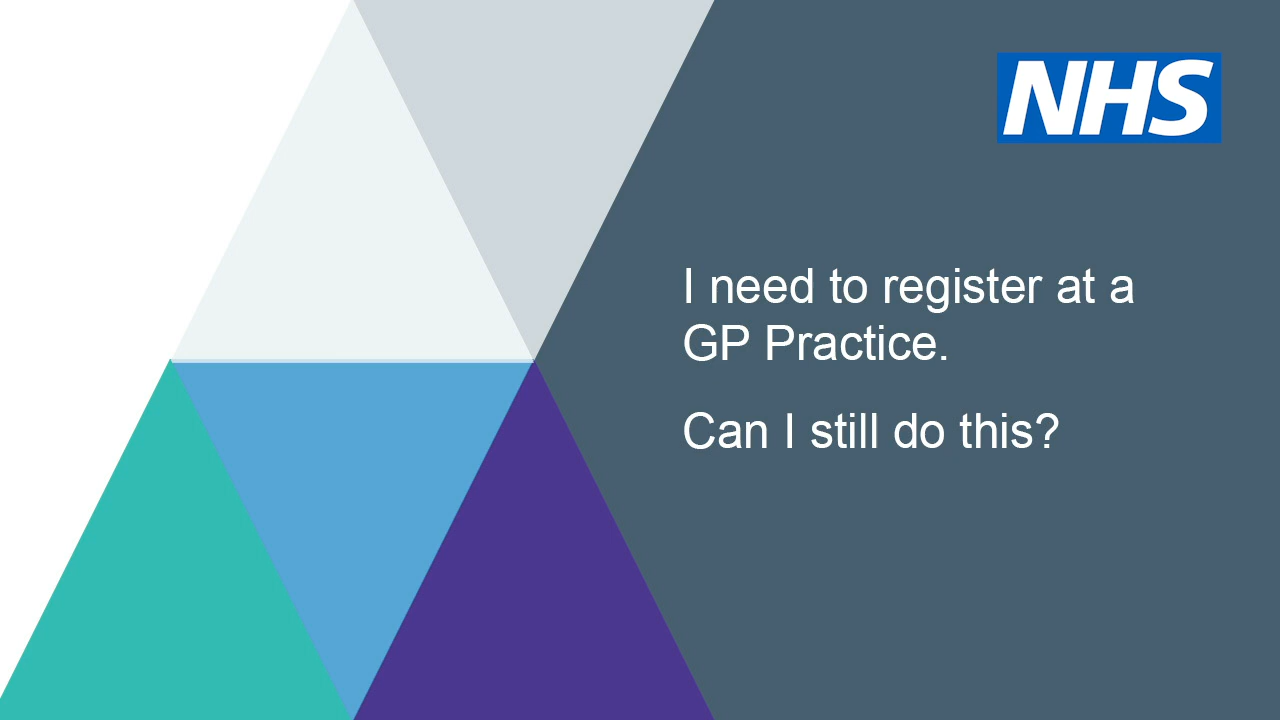 NHS
I need to register at a
GP Practice.
Can I still do this?